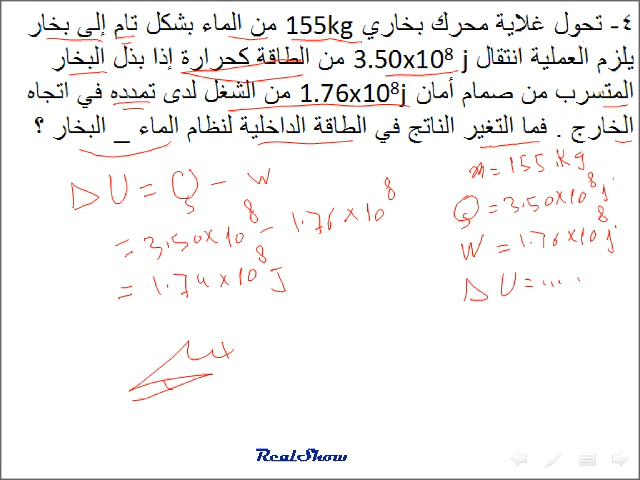 ٤- تحول غلاية محرك بخاري 155kg من الماء بشكل تام إلى بخار
يلزم العملية انتقال 3.50x10⁸ j من الطاقة كحرارة إذا بذل البخار
المتسرب من صمام أمان 1.76x10⁸j من الشغل لدى تمدده في اتجاه
الخارج . فما التغير الناتج في الطاقة الداخلية لنظام الماء _ البخار ؟
m = 155 kg
Q = 3.50x10⁸ j
W = 1.76x10⁸ j
Δ U = .....
Δ U = Q - W
= 3.50x10⁸ - 1.76x10⁸
= 1.74x10⁸ J
RealShow